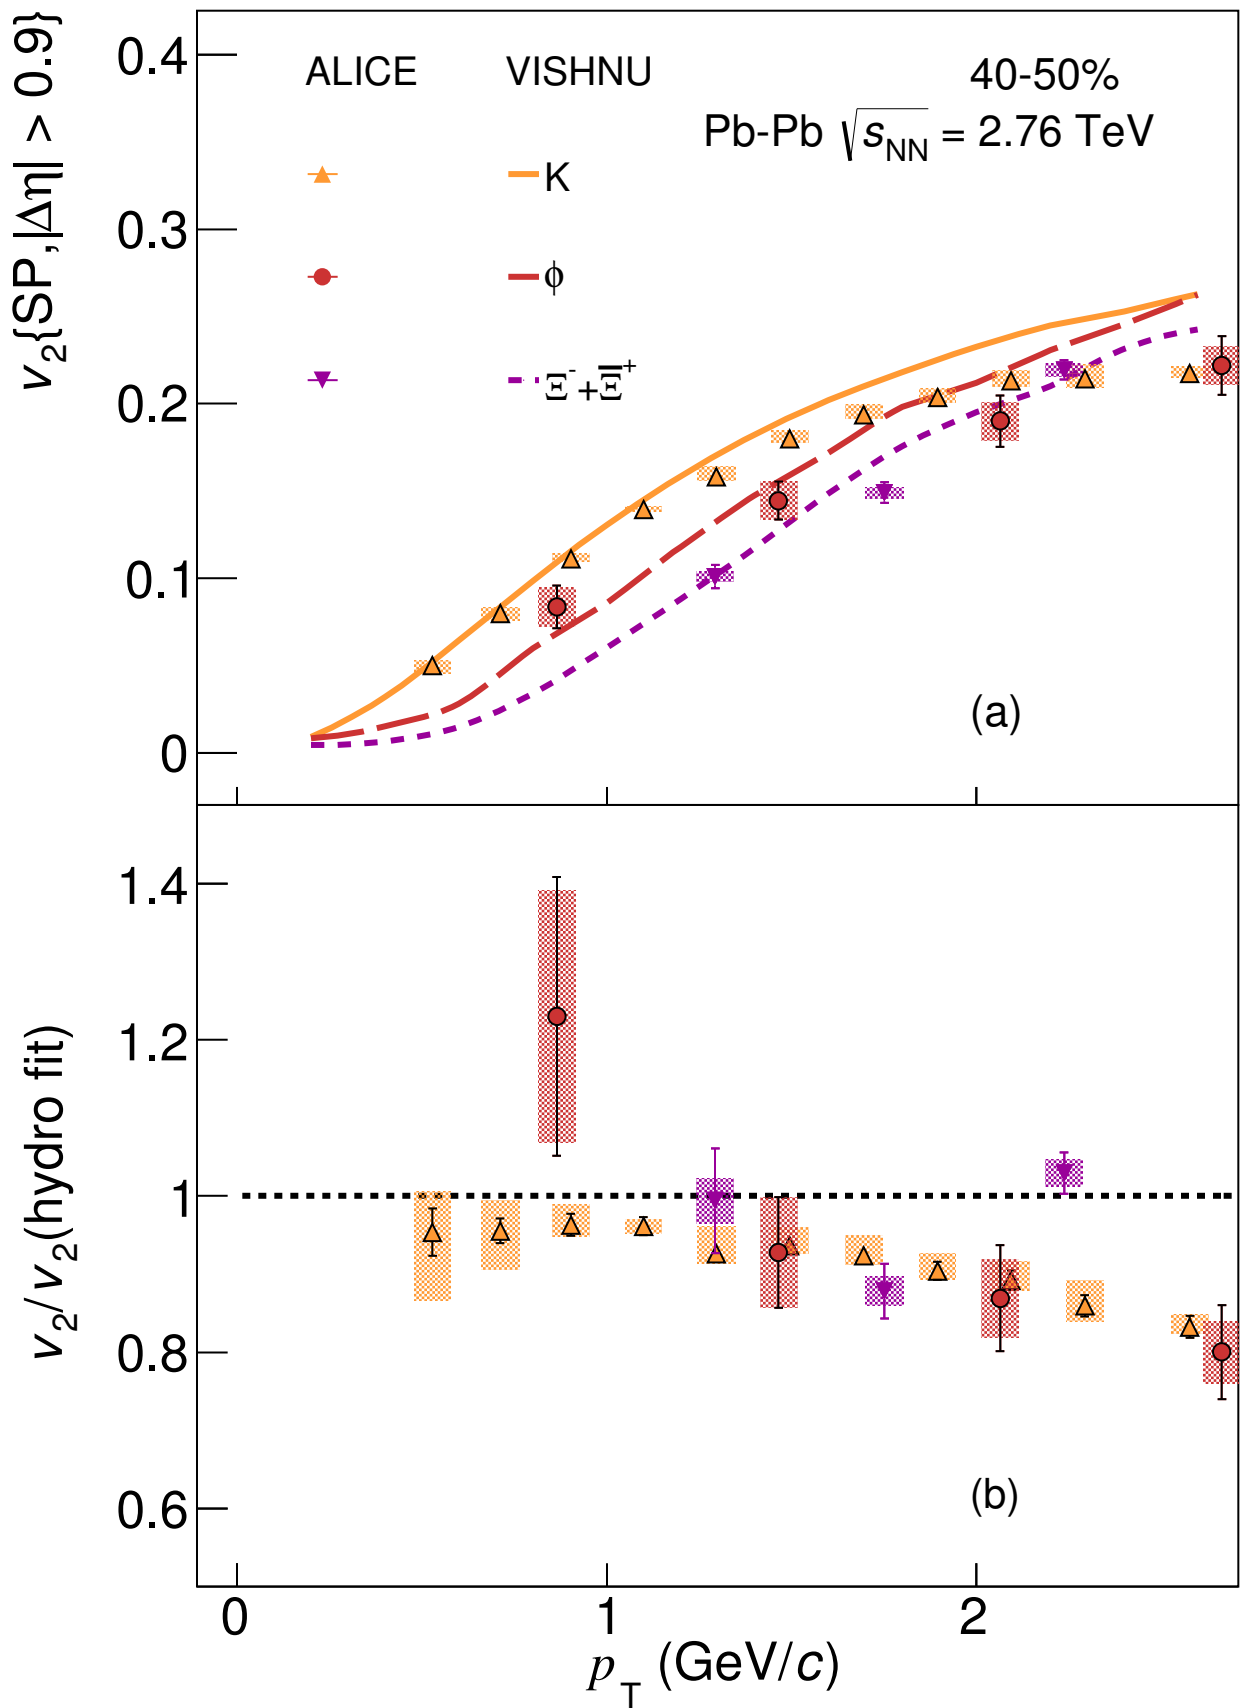 v₂{SP,|Δη| > 0.9}
0.4
0.3
0.2
0.1
0
ALICE VISHNU
40-50%
Pb-Pb √s_NN = 2.76 TeV
K
ϕ
Ξ⁻+Ξ̅⁺
(a)
v₂/v₂(hydro fit)
1.4
1.2
1
0.8
0.6
(b)
0 1 2
p_T (GeV/c)